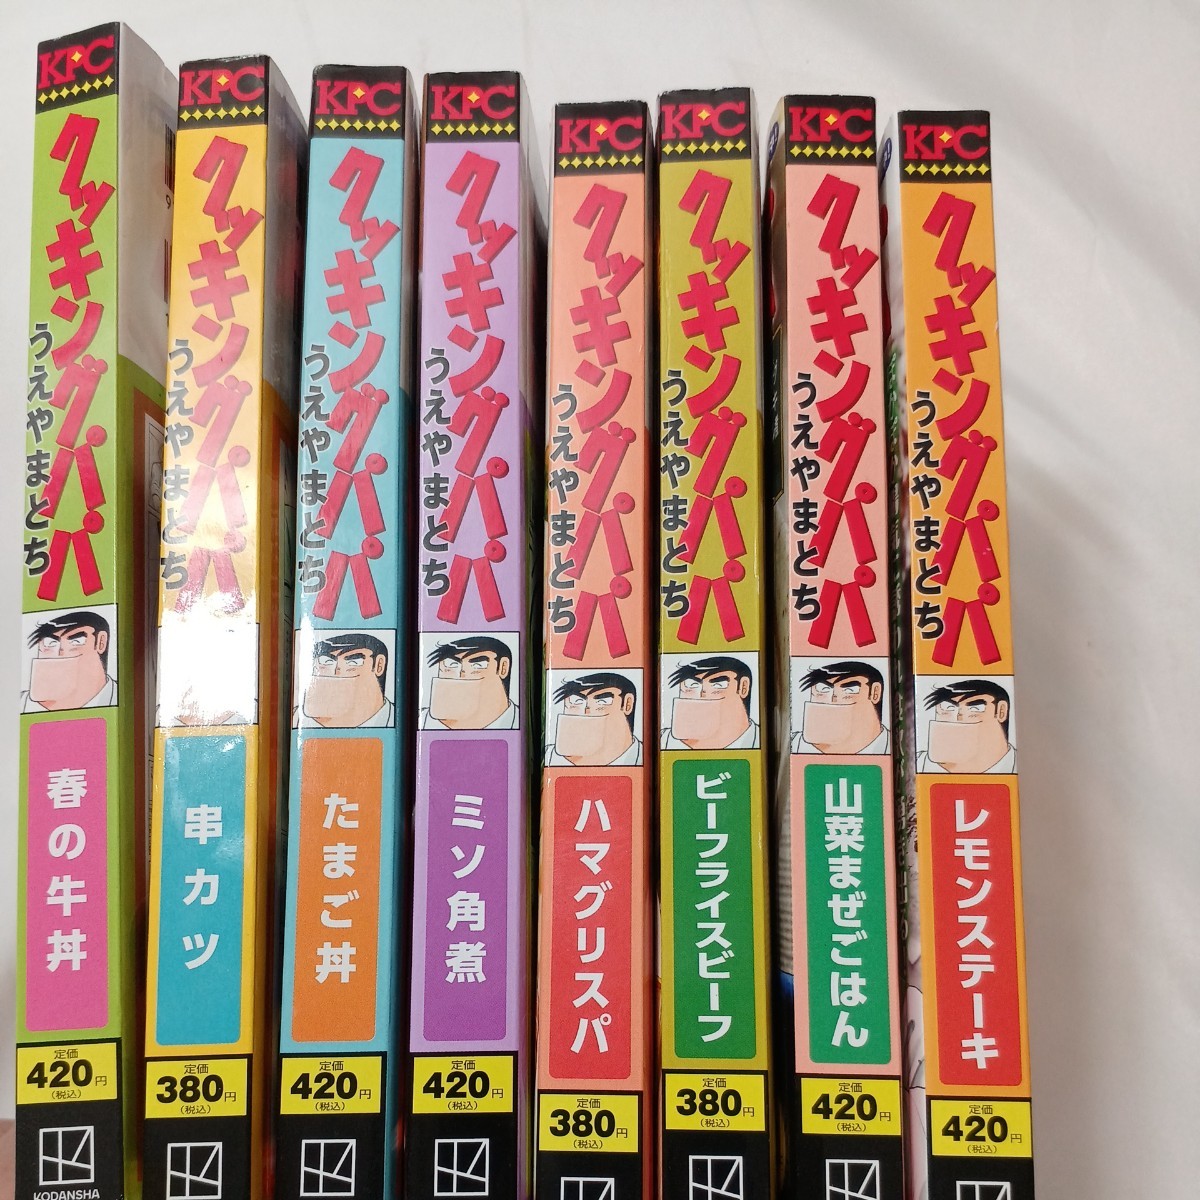 KPC
クッキングパパ
うえやまとち
春の牛丼
定価
420円
(税込)
KODANSHA
KPC
クッキングパパ
うえやまとち
串カツ
定価
380円
(税込)
KPC
クッキングパパ
うえやまとち
たまご丼
定価
420円
(税込)
KPC
クッキングパパ
うえやまとち
ミソ角煮
定価
420円
(税込)
KPC
クッキングパパ
うえやまとち
ハマグリスパ
定価
380円
(税込)
KPC
クッキングパパ
うえやまとち
ビーフライスビーフ
定価
380円
(税込)
KPC
クッキングパパ
うえやまとち
山菜まぜごはん
定価
420円
(税込)
KPC
クッキングパパ
うえやまとち
レモンステーキ
定価
420円
(税込)